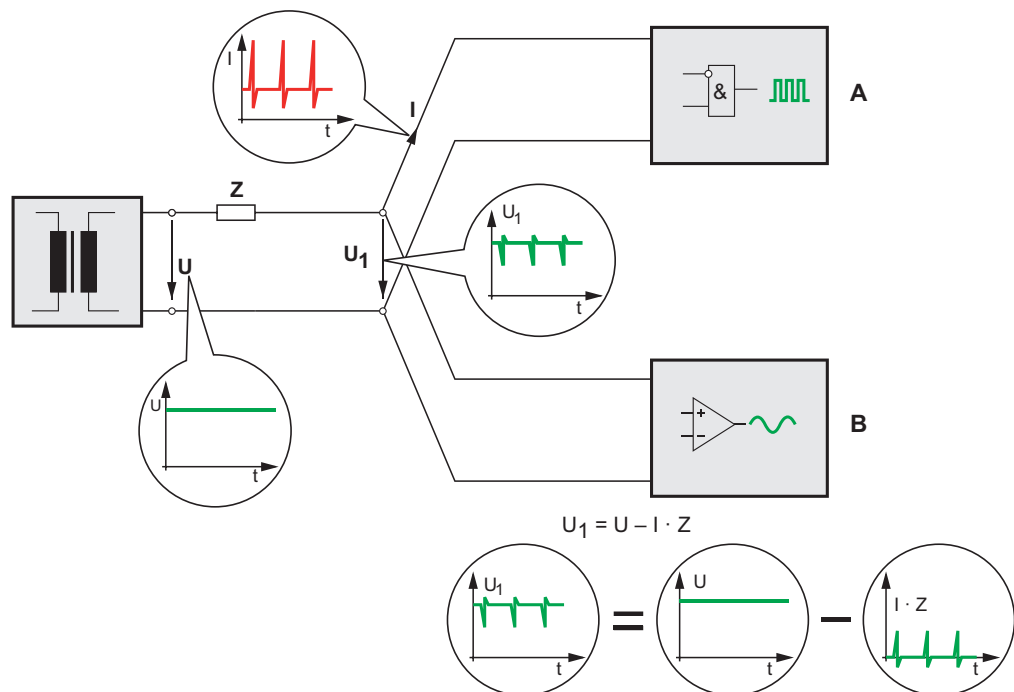 I
t
I
&
A
Z
U
U₁
U₁
t
U
t
+
−
B
U₁ = U – I · Z
U₁
t
=
U
t
–
I · Z
t